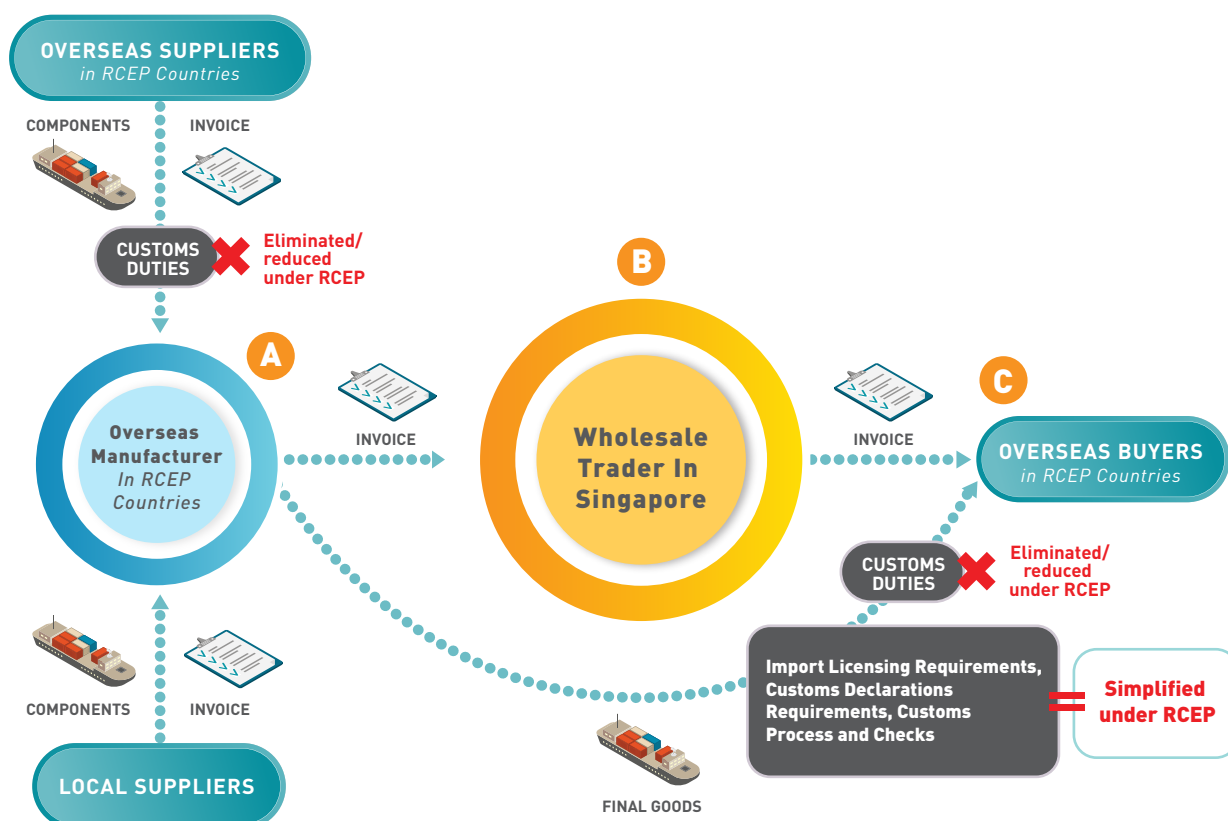 OVERSEAS SUPPLIERS
in RCEP Countries
COMPONENTS
INVOICE
CUSTOMS
DUTIES
Eliminated/
reduced
under RCEP
A
Overseas
Manufacturer
In RCEP
Countries
INVOICE
B
Wholesale
Trader In
Singapore
INVOICE
C
OVERSEAS BUYERS
in RCEP Countries
CUSTOMS
DUTIES
Eliminated/
reduced
under RCEP
Import Licensing Requirements,
Customs Declarations
Requirements, Customs
Process and Checks
=
Simplified
under RCEP
FINAL GOODS
COMPONENTS
INVOICE
LOCAL SUPPLIERS